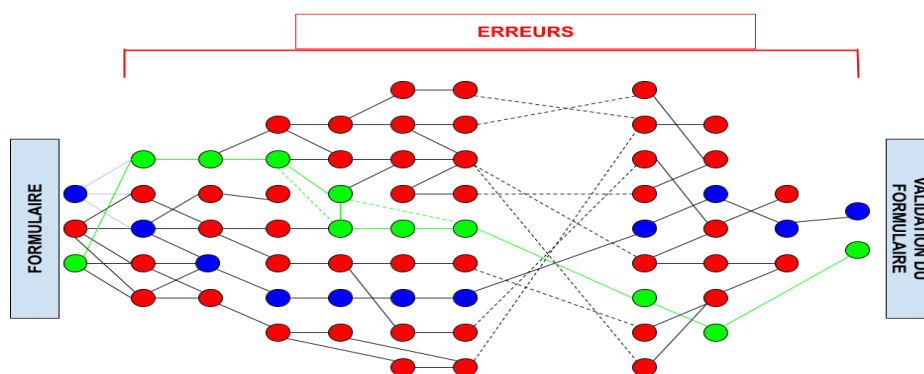 ERREURS
FORMULAIRE
VALIDATION DU
FORMULAIRE